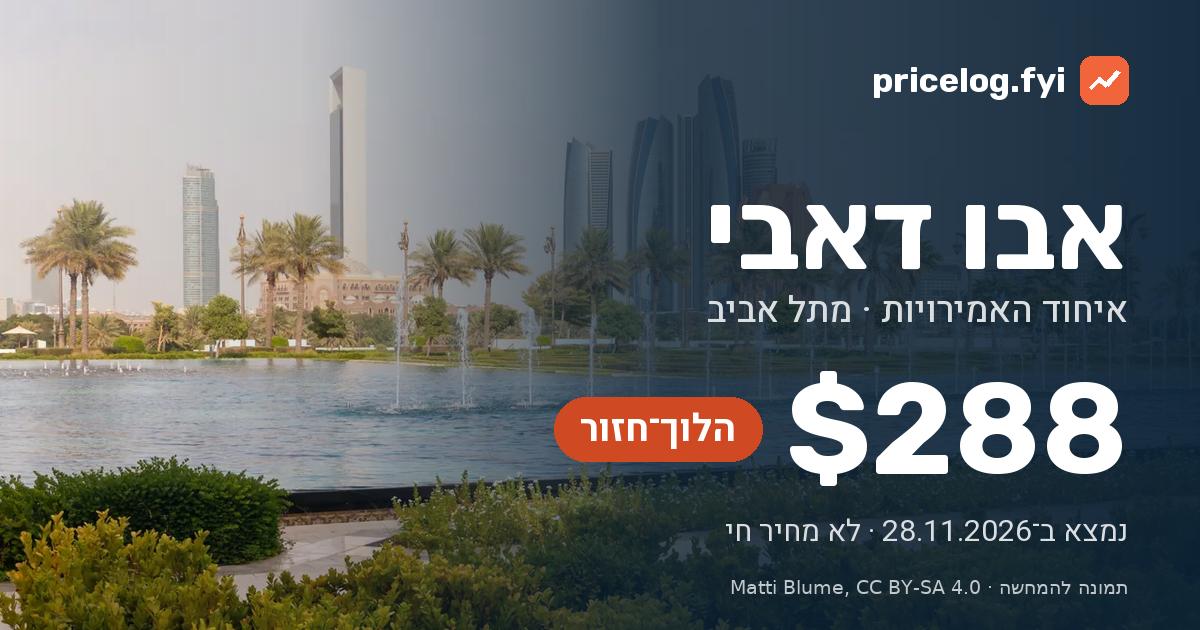 pricelog.fyi
אבו דאבי
איחוד האמירויות · מתל אביב
$288
הלוך־חזור
נמצא ב־28.11.2026 · לא מחיר חי
תמונה להמחשה · Matti Blume, CC BY-SA 4.0